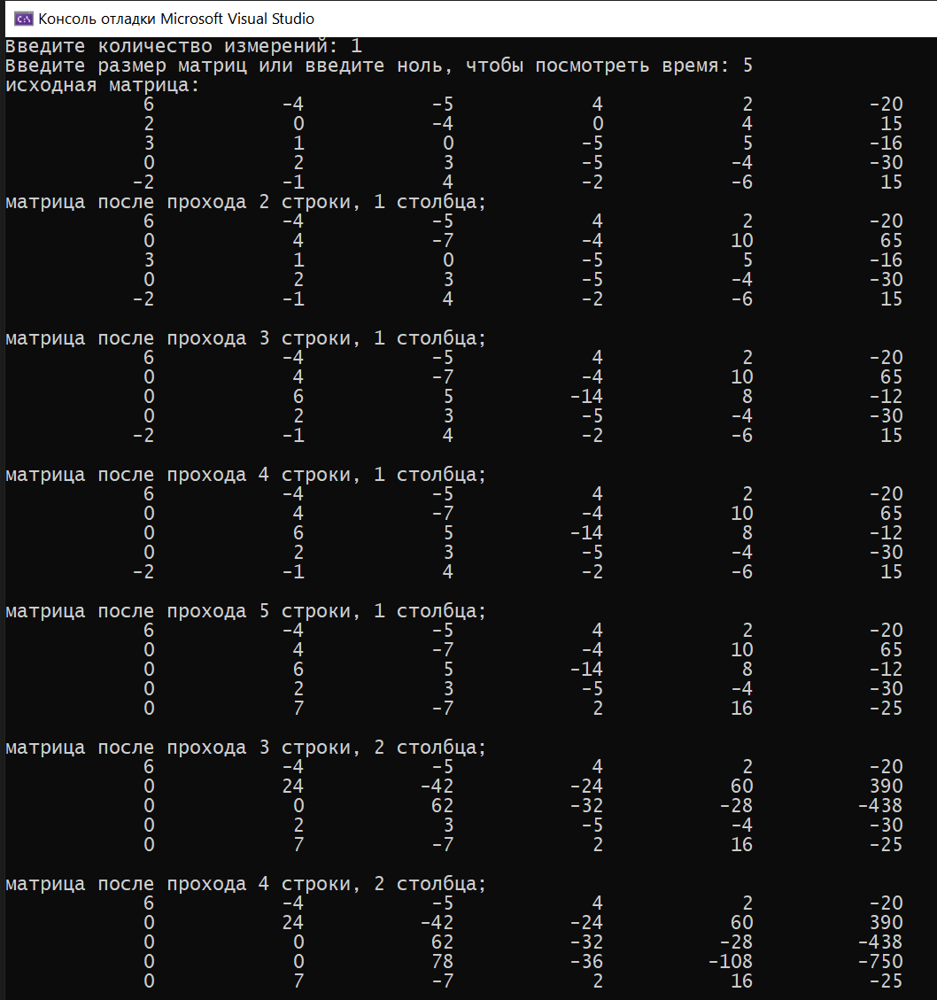 Консоль отладки Microsoft Visual Studio
Введите количество измерений: 1
Введите размер матриц или введите ноль, чтобы посмотреть время: 5
исходная матрица:
6 -4 -5 4 2 -20
2 0 -4 0 4 15
3 1 0 -5 5 -16
0 2 3 -5 -4 -30
-2 -1 4 -2 -6 15
матрица после прохода 2 строки, 1 столбца;
6 -4 -5 4 2 -20
0 4 -7 -4 10 65
3 1 0 -5 5 -16
0 2 3 -5 -4 -30
-2 -1 4 -2 -6 15
матрица после прохода 3 строки, 1 столбца;
6 -4 -5 4 2 -20
0 4 -7 -4 10 65
0 6 5 -14 8 -12
0 2 3 -5 -4 -30
-2 -1 4 -2 -6 15
матрица после прохода 4 строки, 1 столбца;
6 -4 -5 4 2 -20
0 4 -7 -4 10 65
0 6 5 -14 8 -12
0 2 3 -5 -4 -30
-2 -1 4 -2 -6 15
матрица после прохода 5 строки, 1 столбца;
6 -4 -5 4 2 -20
0 4 -7 -4 10 65
0 6 5 -14 8 -12
0 2 3 -5 -4 -30
0 7 -7 2 16 -25
матрица после прохода 3 строки, 2 столбца;
6 -4 -5 4 2 -20
0 24 -42 -24 60 390
0 0 62 -32 -28 -438
0 2 3 -5 -4 -30
0 7 -7 2 16 -25
матрица после прохода 4 строки, 2 столбца;
6 -4 -5 4 2 -20
0 24 -42 -24 60 390
0 0 62 -32 -28 -438
0 0 78 -36 -108 -750
0 7 -7 2 16 -25